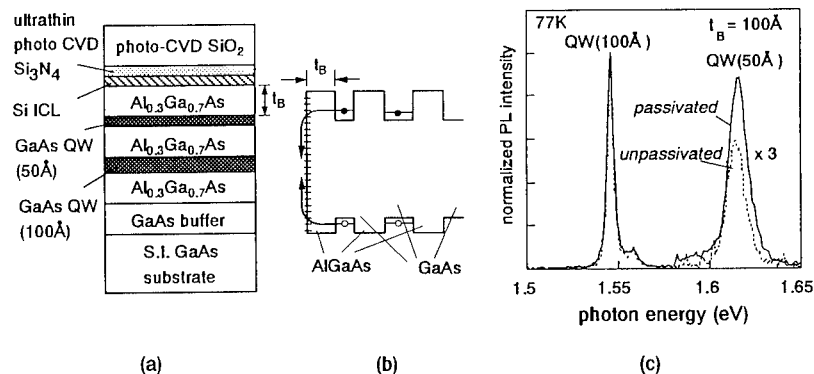 ultrathin
photo CVD
Si3N4
Si ICL
GaAs QW
(50Å)
GaAs QW
(100Å)
photo-CVD SiO2
Al0.3Ga0.7As
tB
Al0.3Ga0.7As
Al0.3Ga0.7As
GaAs buffer
S.I. GaAs
substrate
(a)
tB
AlGaAs
GaAs
(b)
77K
tB = 100Å
QW(100Å)
QW(50Å)
passivated
unpassivated
x 3
normalized PL intensity
1.5
1.55
1.6
1.65
photon energy (eV)
(c)